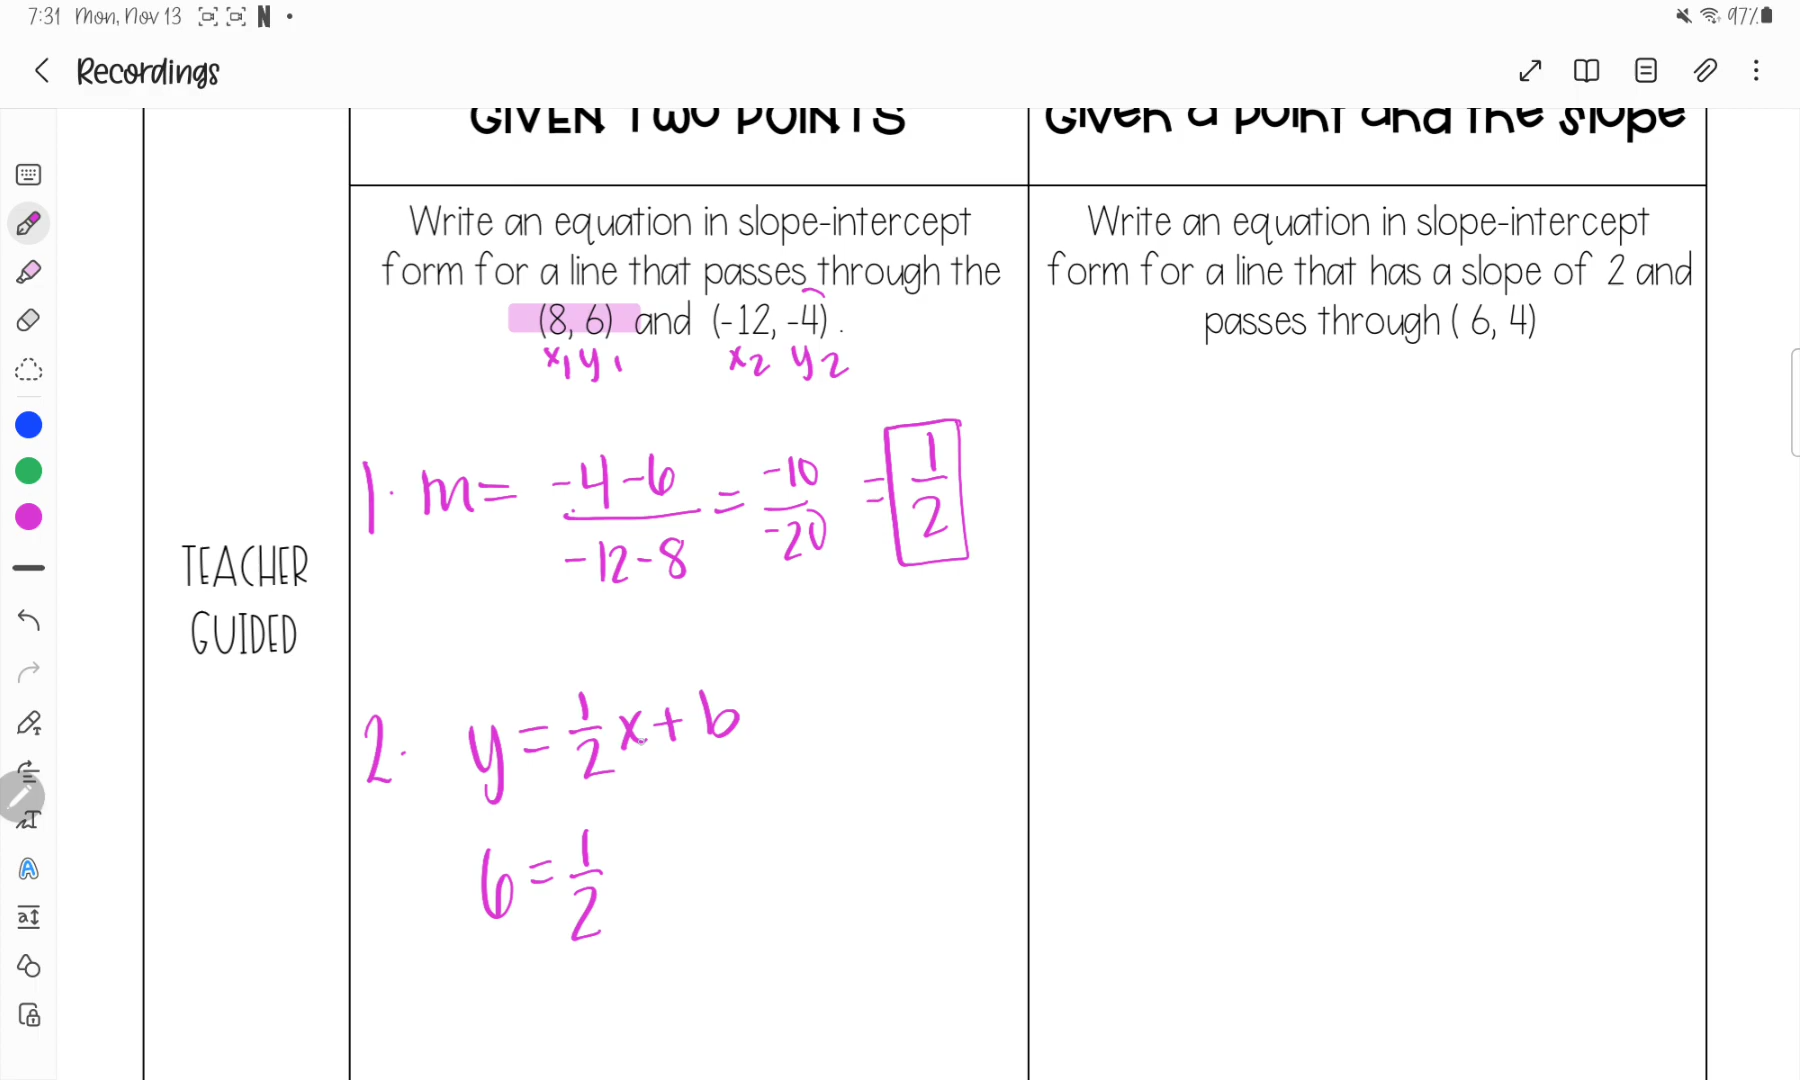 7:31 Mon, Nov 13 N
97%
Recordings
GIVEN TWO POINTS
Given a point and the slope
Write an equation in slope-intercept
form for a line that passes through the
(8, 6) and (-12, -4).
x1 y1 x2 y2
Write an equation in slope-intercept
form for a line that has a slope of 2 and
passes through ( 6, 4)
TEACHER
GUIDED
1. m = -4-6/-12-8 = -10/-20 = 1/2
2. y = 1/2 x + b
6 = 1/2